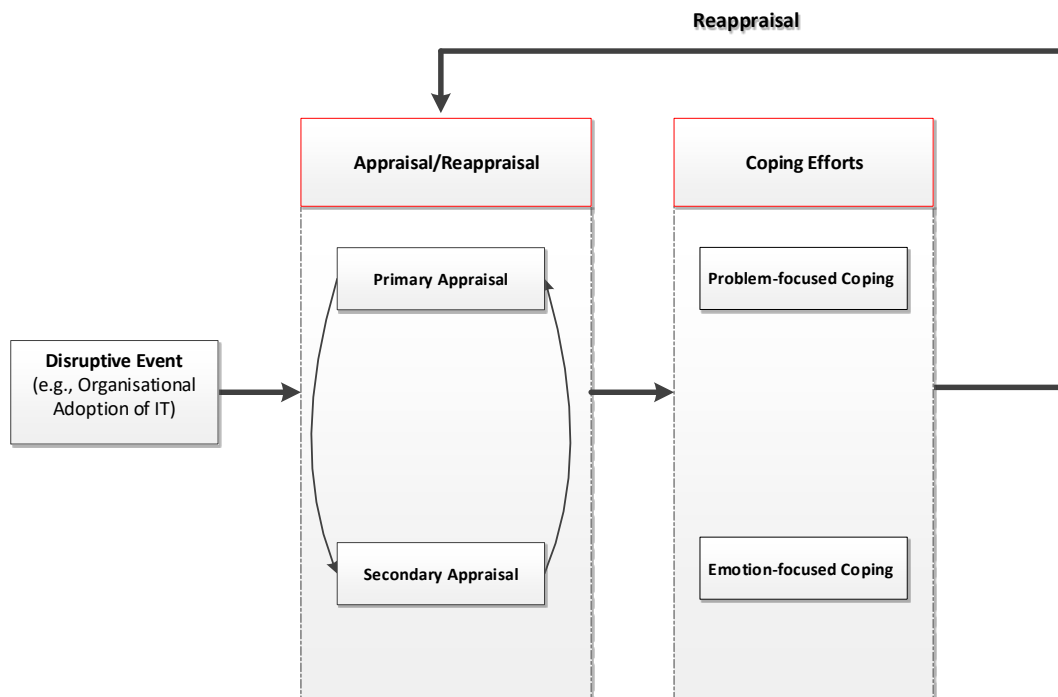 Reappraisal
Appraisal/Reappraisal
Coping Efforts
Primary Appraisal
Problem-focused Coping
Disruptive Event
(e.g., Organisational
Adoption of IT)
Secondary Appraisal
Emotion-focused Coping